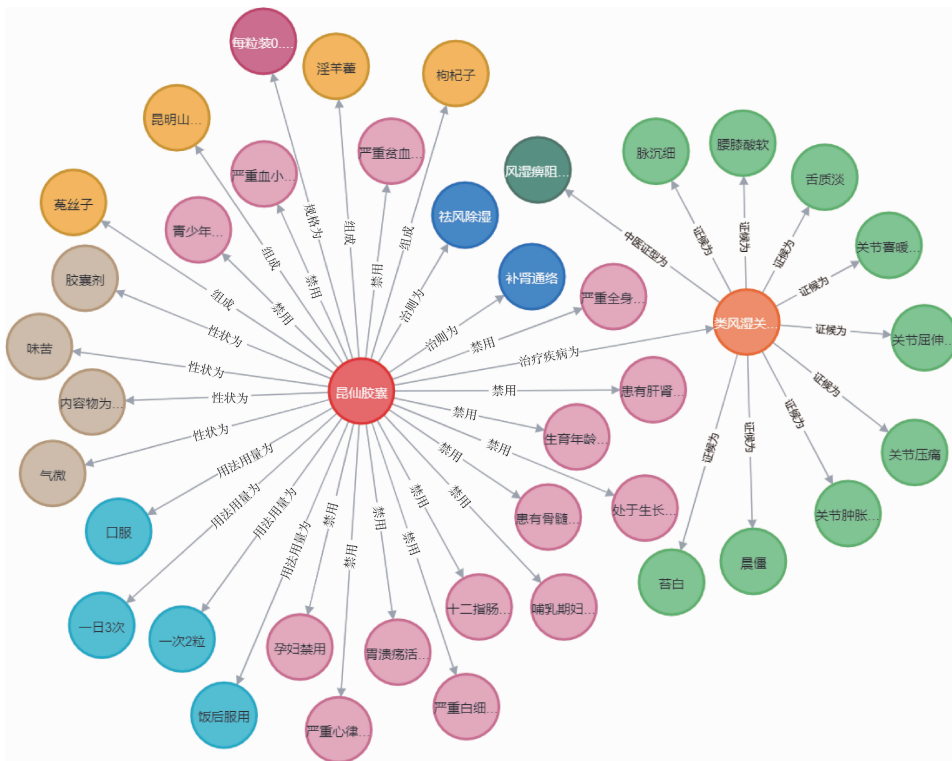 每粒装0....
淫羊藿
枸杞子
昆明山...
严重血小...
严重贫血...
风湿痹阻...
脉沉细
腰膝酸软
舌质淡
菟丝子
青少年...
祛风除湿
关节喜暖...
胶囊剂
补肾通络
严重全身...
类风湿关...
关节屈伸...
味苦
昆仙胶囊
患有肝肾...
内容物为...
生育年龄...
关节压痛
气微
口服
患有骨髓...
处于生长...
关节肿胀...
晨僵
苔白
一日3次
一次2粒
孕妇禁用
胃溃疡活...
十二指肠...
哺乳期妇...
饭后服用
严重心律...
严重白细...
规格为
组成
组成
组成
组成
禁用
禁用
禁用
治则为
治则为
禁用
治疗疾病为
中医证型为
证候为
证候为
证候为
证候为
证候为
证候为
证候为
证候为
证候为
性状为
性状为
性状为
性状为
用法用量为
用法用量为
用法用量为
用法用量为
禁用
禁用
禁用
禁用
禁用
禁用
禁用
禁用
禁用